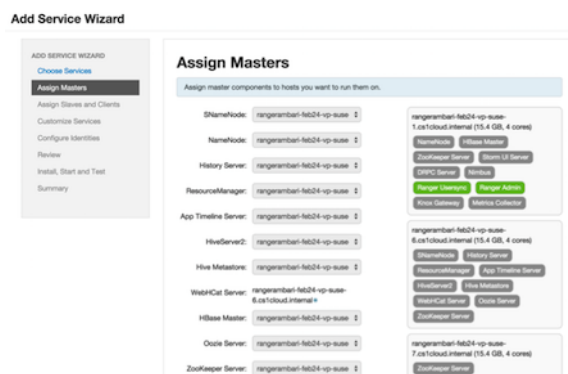 Add Service Wizard
ADD SERVICE WIZARD
Choose Services
Assign Masters
Assign Slaves and Clients
Customize Services
Configure Identities
Review
Install, Start and Test
Summary
Assign Masters
Assign master components to hosts you want to run them on.
SNameNode: rangerambari-feb24-vp-suse
NameNode: rangerambari-feb24-vp-suse
History Server: rangerambari-feb24-vp-suse
ResourceManager: rangerambari-feb24-vp-suse
App Timeline Server: rangerambari-feb24-vp-suse
HiveServer2: rangerambari-feb24-vp-suse
Hive Metastore: rangerambari-feb24-vp-suse
WebHCat Server: rangerambari-feb24-vp-suse-
6.cs1cloud.internal+
HBase Master: rangerambari-feb24-vp-suse
Oozie Server: rangerambari-feb24-vp-suse
ZooKeeper Server: rangerambari-feb24-vp-suse
rangerambari-feb24-vp-suse-
1.cs1cloud.internal (15.4 GB, 4 cores)
NameNode HBase Master
ZooKeeper Server Storm UI Server
DRPC Server Nimbus
Ranger Usersync Ranger Admin
Knox Gateway Metrics Collector
rangerambari-feb24-vp-suse-
6.cs1cloud.internal (15.4 GB, 4 cores)
SNameNode History Server
ResourceManager App Timeline Server
HiveServer2 Hive Metastore
WebHCat Server Oozie Server
ZooKeeper Server
rangerambari-feb24-vp-suse-
7.cs1cloud.internal (15.4 GB, 4 cores)
ZooKeeper Server